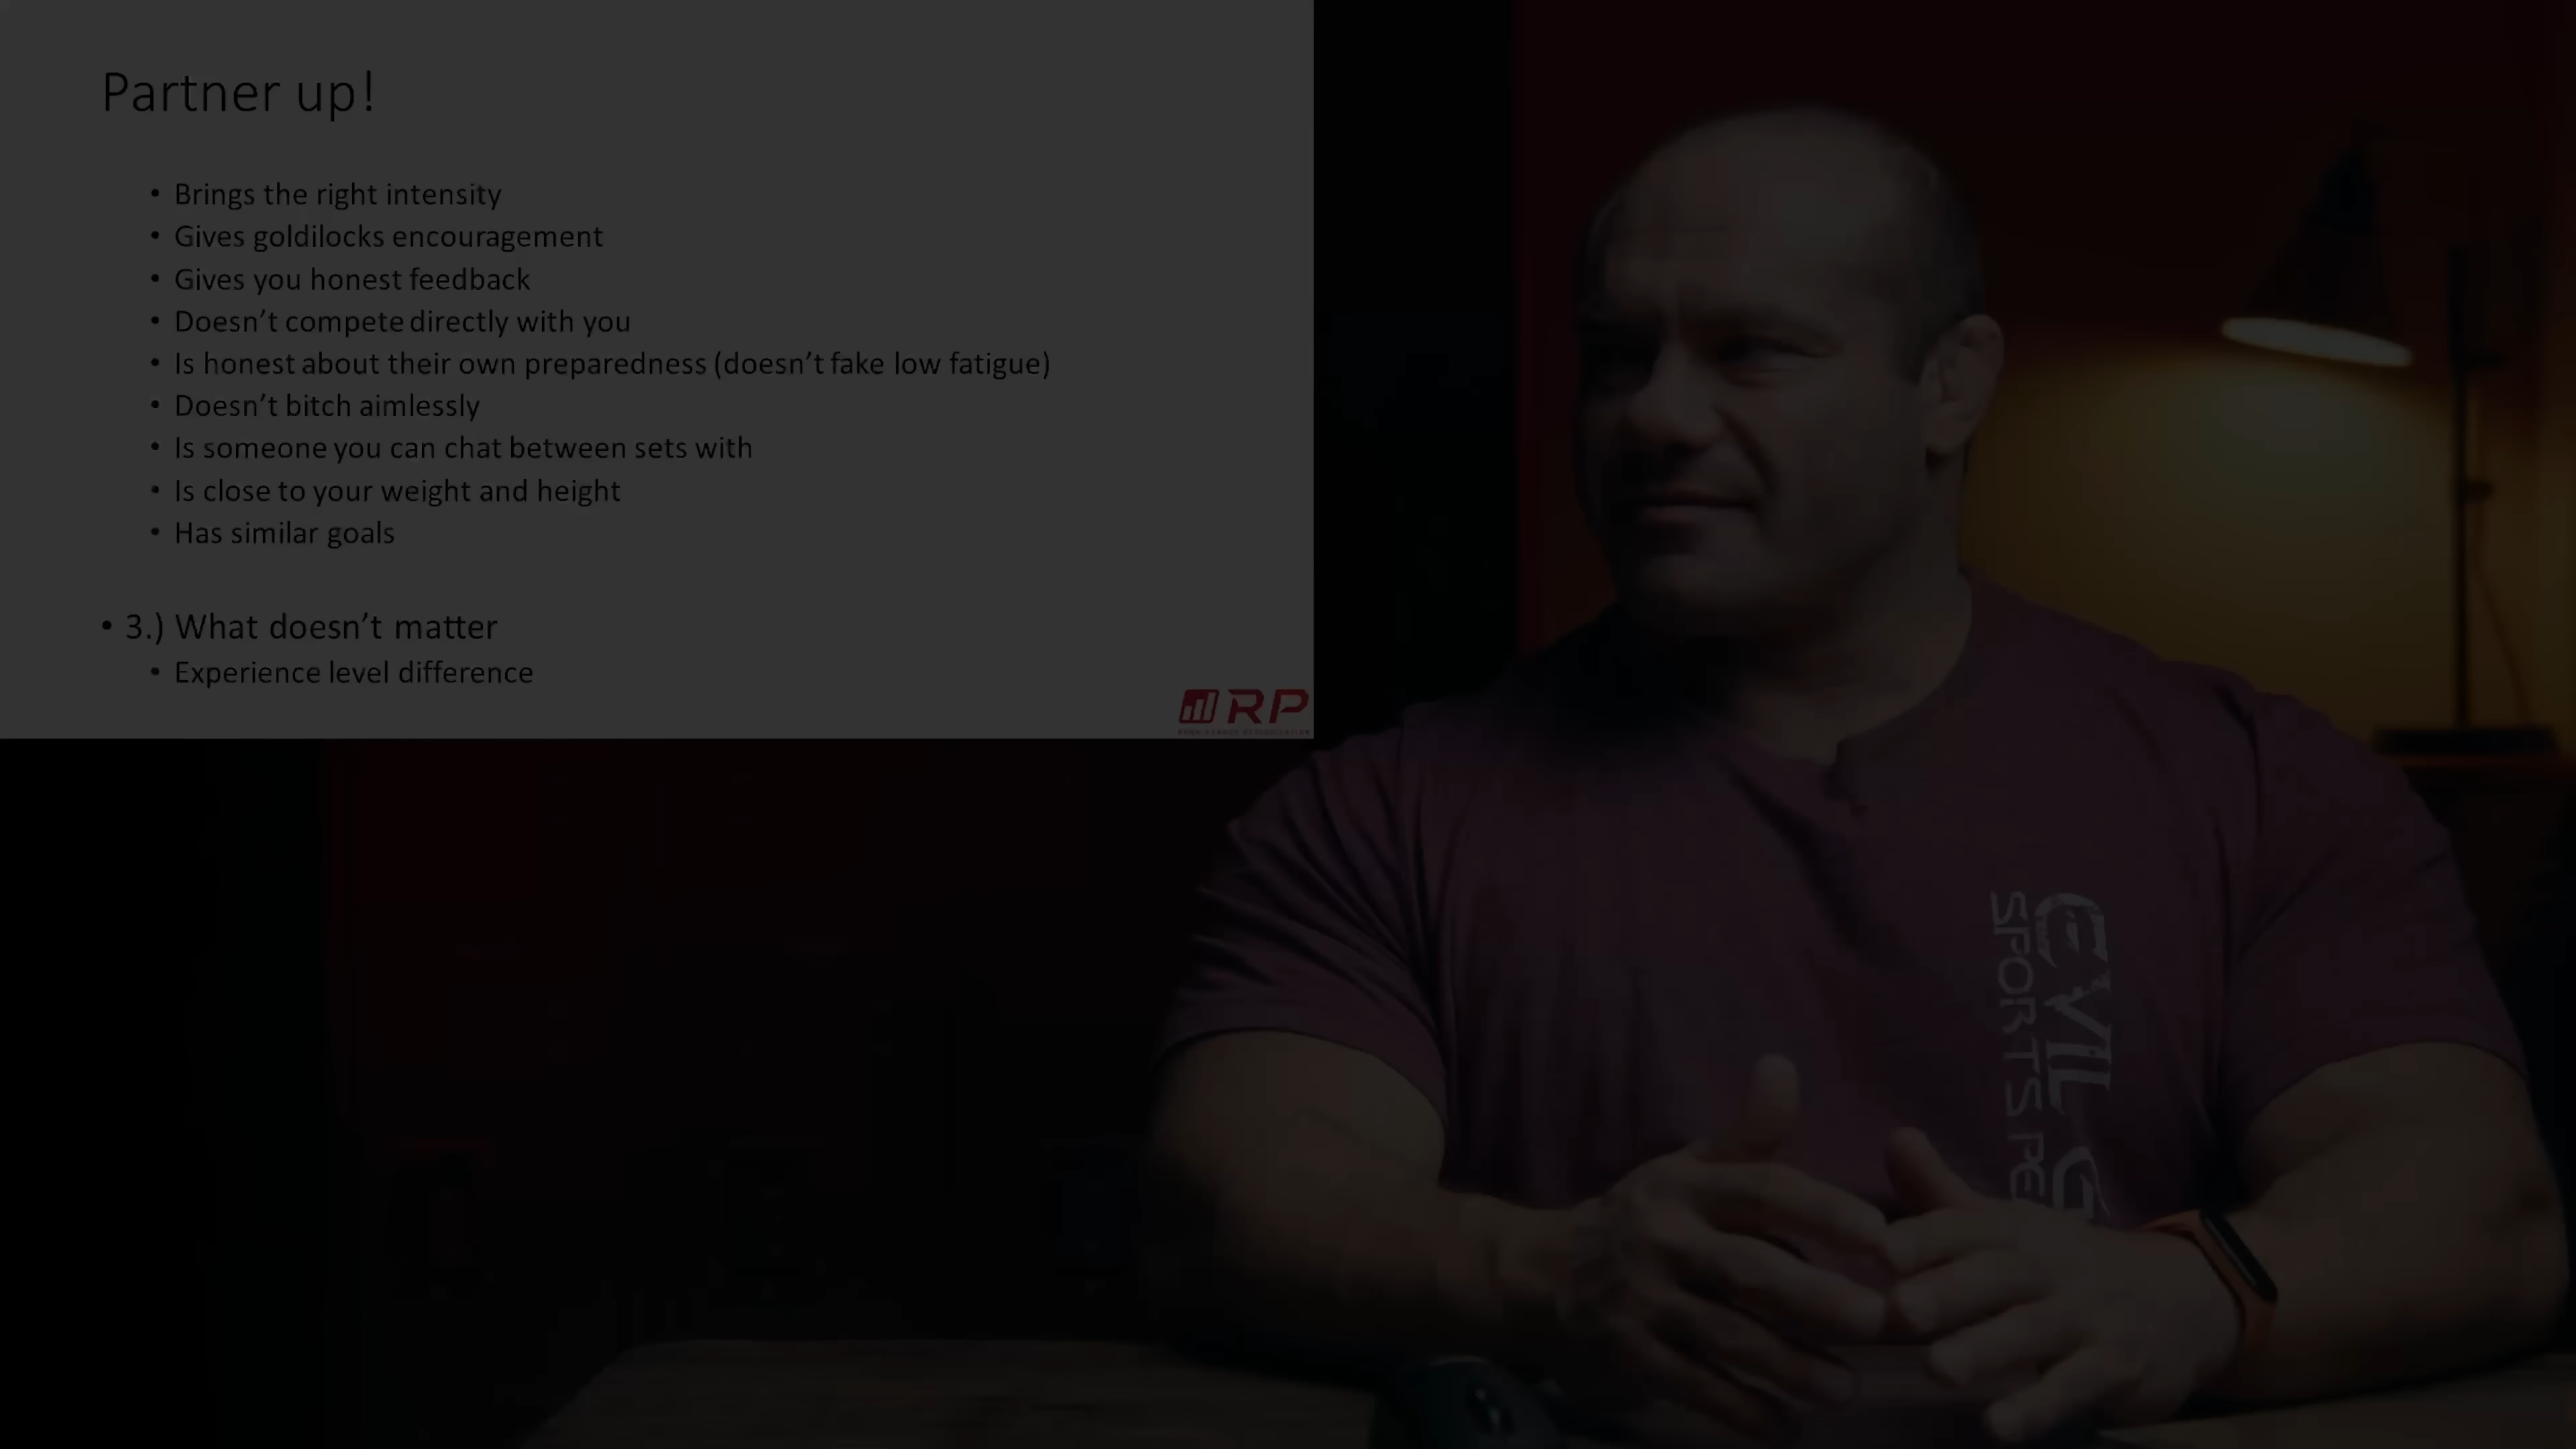 Partner up!
• Brings the right intensity
• Gives goldilocks encouragement
• Gives you honest feedback
• Doesn’t compete directly with you
• Is honest about their own preparedness (doesn’t fake low fatigue)
• Doesn’t bitch aimlessly
• Is someone you can chat between sets with
• Is close to your weight and height
• Has similar goals
• 3.) What doesn’t matter
• Experience level difference
RP
EVIL G
SPORTS PE